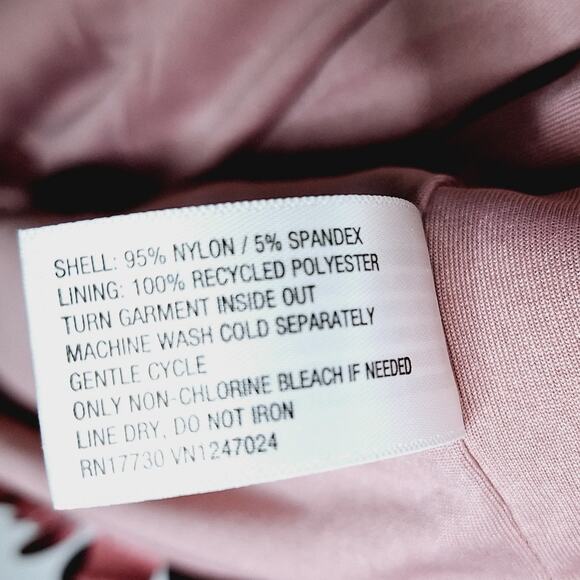 SHELL: 95% NYLON / 5% SPANDEX
LINING: 100% RECYCLED POLYESTER
TURN GARMENT INSIDE OUT
MACHINE WASH COLD SEPARATELY
GENTLE CYCLE
ONLY NON-CHLORINE BLEACH IF NEEDED
LINE DRY, DO NOT IRON
RN17730 VN1247024